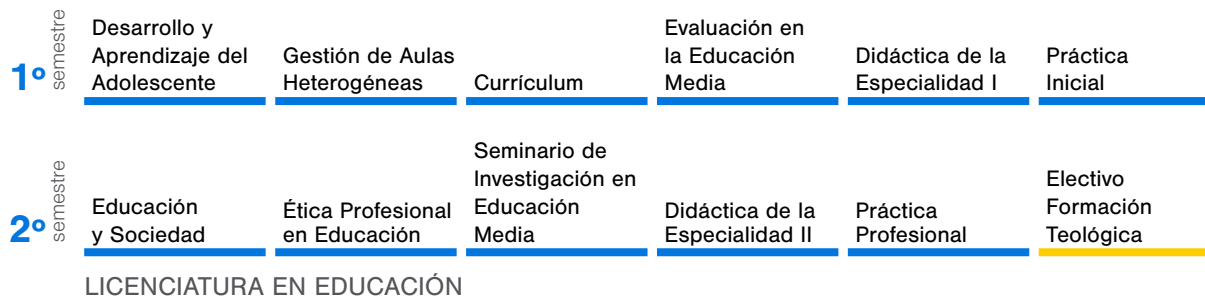 1º
semestre
Desarrollo y
Aprendizaje del
Adolescente
Gestión de Aulas
Heterogéneas
Currículum
Evaluación en
la Educación
Media
Didáctica de la
Especialidad I
Práctica
Inicial
2º
semestre
Educación
y Sociedad
Ética Profesional
en Educación
Seminario de
Investigación en
Educación
Media
Didáctica de la
Especialidad II
Práctica
Profesional
Electivo
Formación
Teológica
LICENCIATURA EN EDUCACIÓN